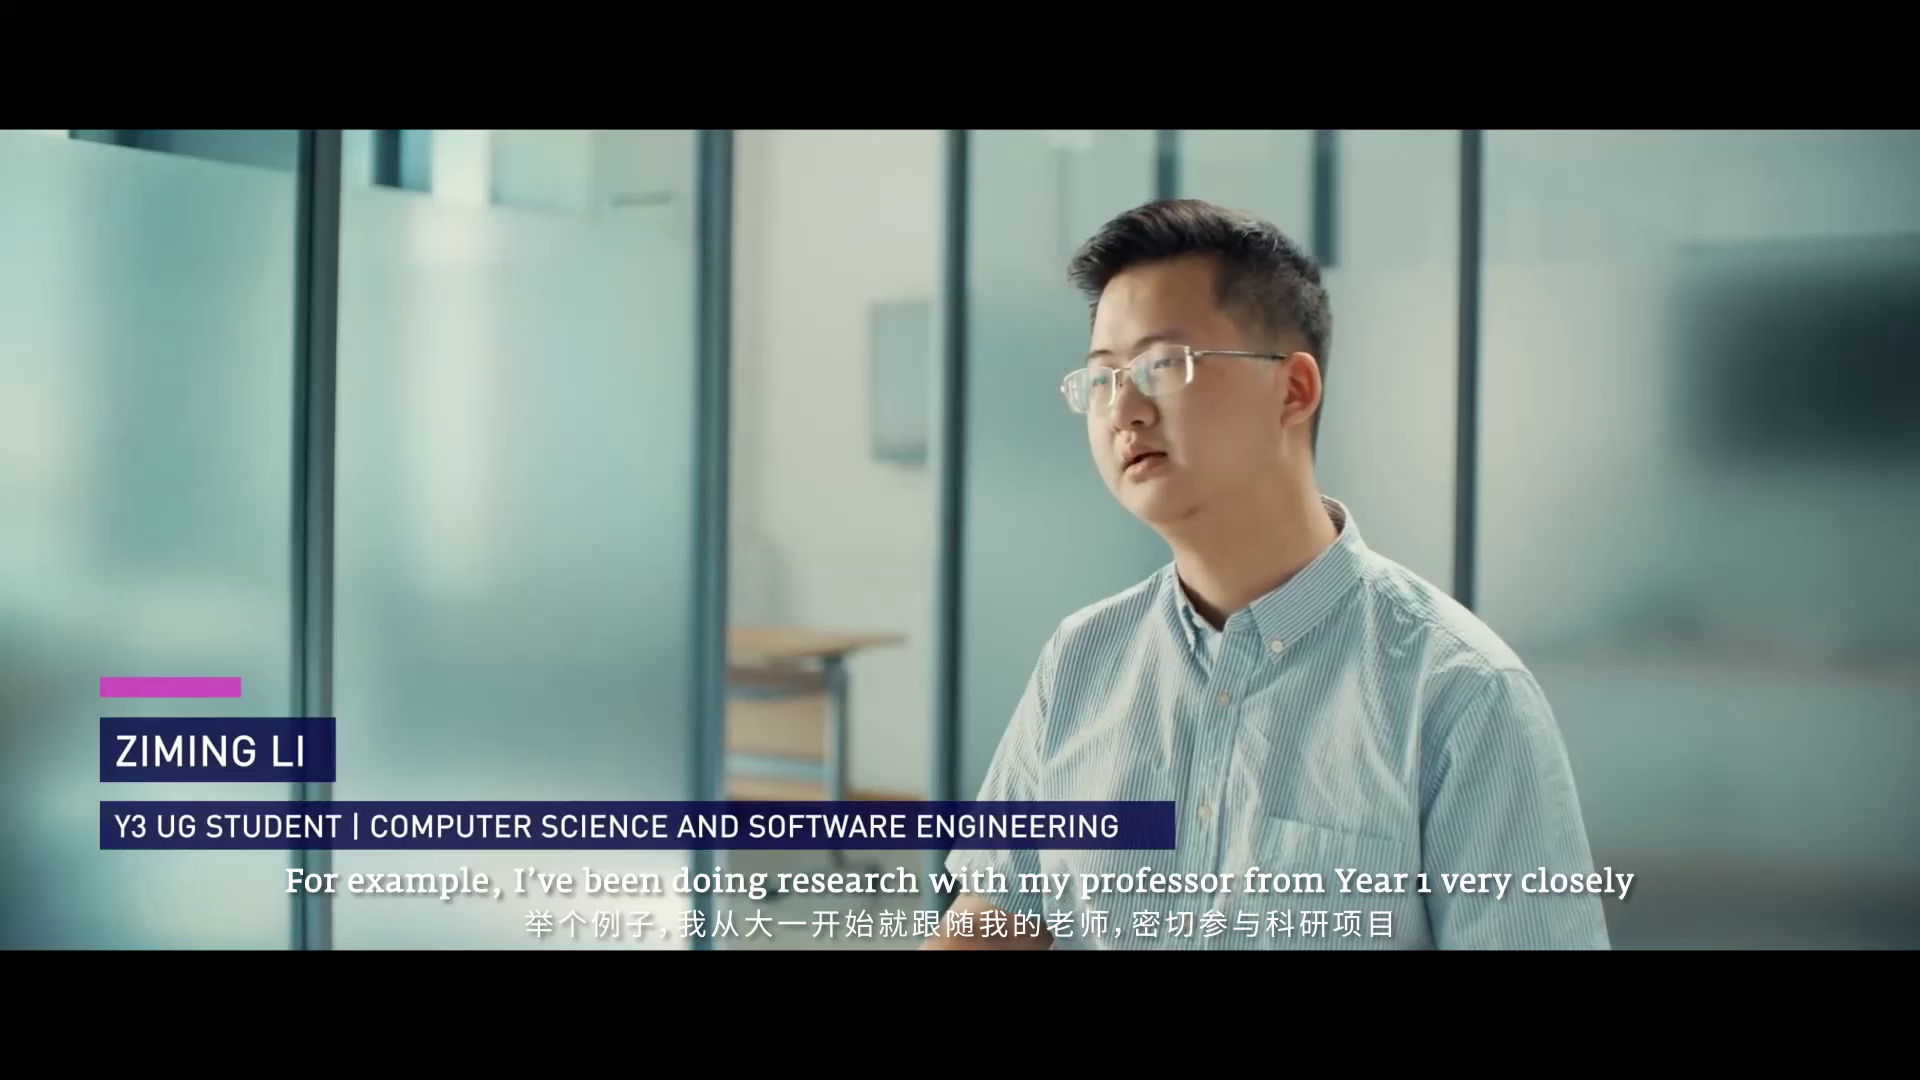 ZIMING LI
Y3 UG STUDENT | COMPUTER SCIENCE AND SOFTWARE ENGINEERING
For example, I've been doing research with my professor from Year 1 very closely
举个例子，我从大一开始就跟随我的老师，密切参与科研项目